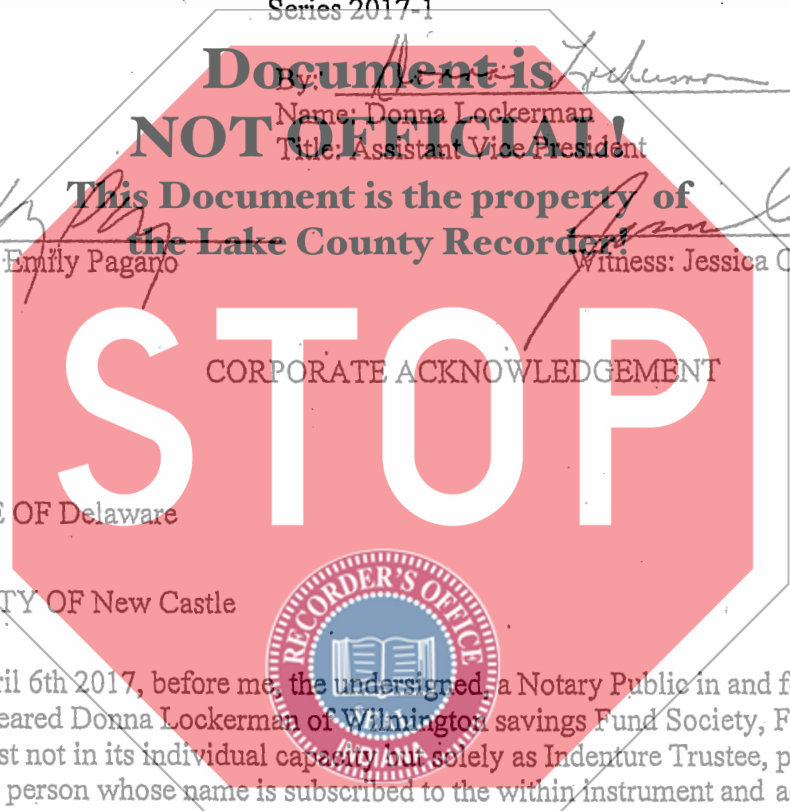 Series 2017-1
Document is
By:
Name: Donna Lockerman
NOT OFFICIAL!
Title: Assistant Vice President
This Document is the property of
the Lake County Recorder!
Emily Pagano
Witness: Jessica
STOP
CORPORATE ACKNOWLEDGEMENT
OF Delaware
TY OF New Castle
RECORDER'S OFFICE
SEAL
INDIANA
ril 6th 2017, before me, the undersigned, a Notary Public in and f
eared Donna Lockerman of Wilmington savings Fund Society, F
st not in its individual capacity but solely as Indenture Trustee, p
person whose name is subscribed to the within instrument and a